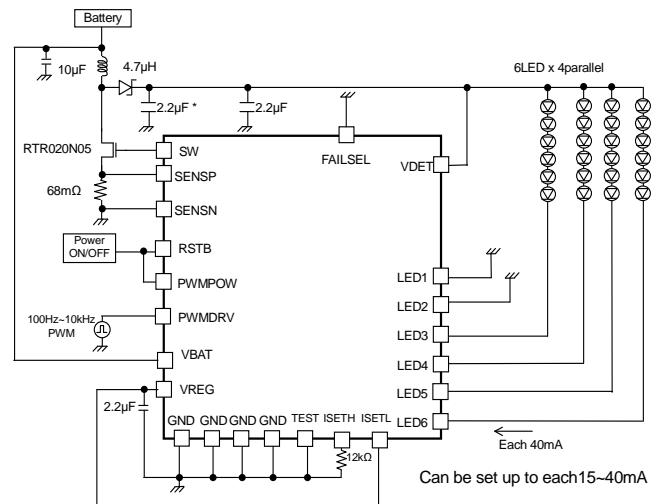 Battery
10µF
4.7µH
2.2µF *
2.2µF
6LED x 4parallel
RTR020N05
SW
FAILSEL
VDET
SENSP
68mΩ
SENSN
Power
ON/OFF
RSTB
PWMPOW
LED1
LED2
100Hz~10kHz
PWM
PWMDRV
LED3
VBAT
LED4
VREG
LED5
2.2µF
GND GND GND GND TEST ISETH ISETL
LED6
12kΩ
Each 40mA
Can be set up to each15~40mA